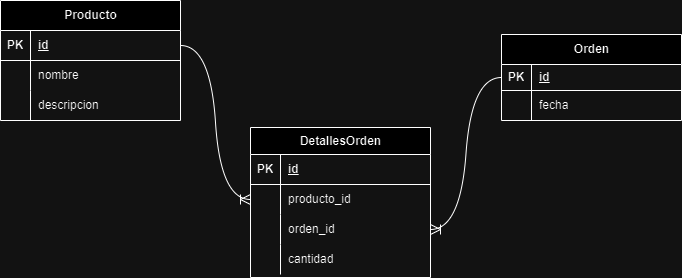 Producto
PK id
nombre
descripcion
Orden
PK id
fecha
DetallesOrden
PK id
producto_id
orden_id
cantidad